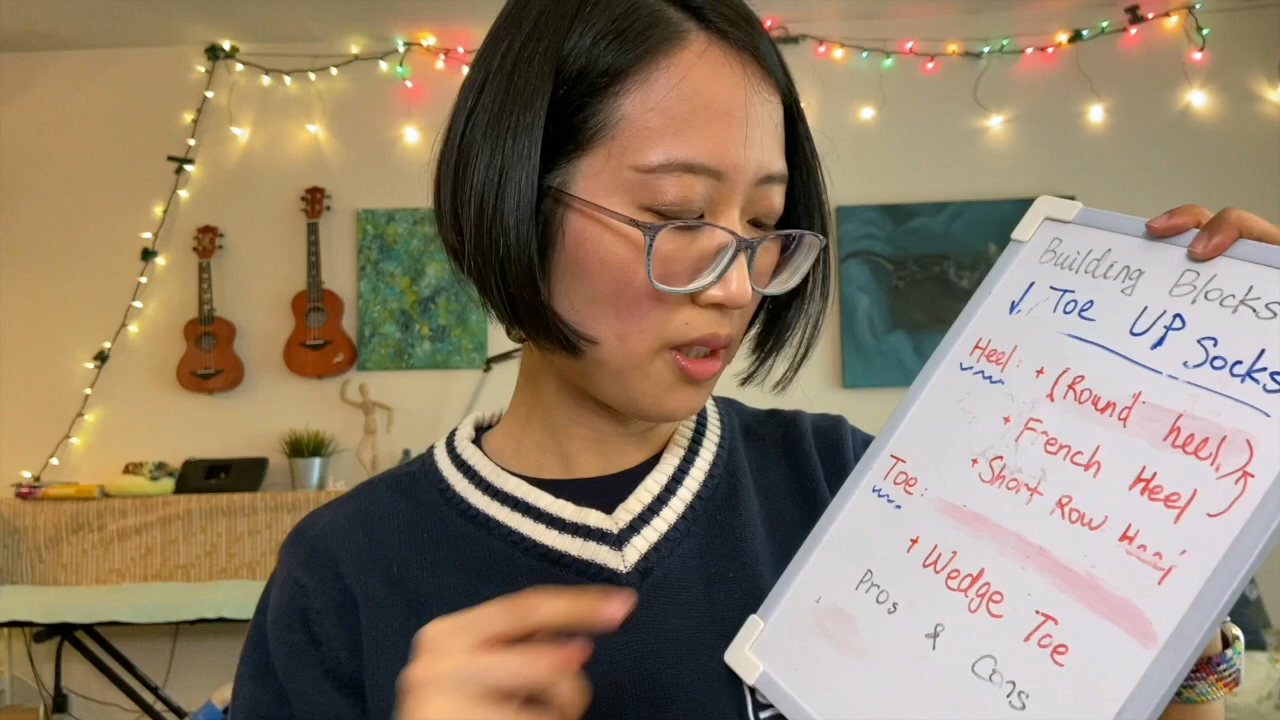 Building Blocks
1. Toe UP Socks
Heel: + (Round heel)
+ French Heel
+ Short Row Heel
Toe:
+ Wedge Toe
Pros & Cons